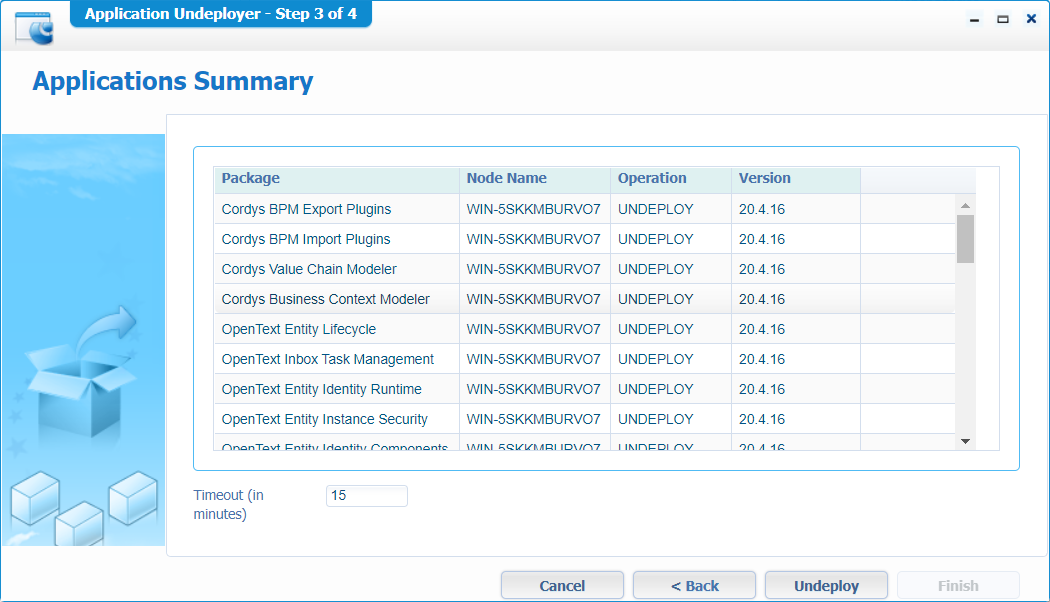 Application Undeployer - Step 3 of 4
Applications Summary
Package Node Name Operation Version
Cordys BPM Export Plugins WIN-5SKKMBURVO7 UNDEPLOY 20.4.16
Cordys BPM Import Plugins WIN-5SKKMBURVO7 UNDEPLOY 20.4.16
Cordys Value Chain Modeler WIN-5SKKMBURVO7 UNDEPLOY 20.4.16
Cordys Business Context Modeler WIN-5SKKMBURVO7 UNDEPLOY 20.4.16
OpenText Entity Lifecycle WIN-5SKKMBURVO7 UNDEPLOY 20.4.16
OpenText Inbox Task Management WIN-5SKKMBURVO7 UNDEPLOY 20.4.16
OpenText Entity Identity Runtime WIN-5SKKMBURVO7 UNDEPLOY 20.4.16
OpenText Entity Instance Security WIN-5SKKMBURVO7 UNDEPLOY 20.4.16
OpenText Entity Identity Components WIN-5SKKMBURVO7 UNDEPLOY 20.4.16
Timeout (in 15
minutes)
Cancel < Back Undeploy Finish